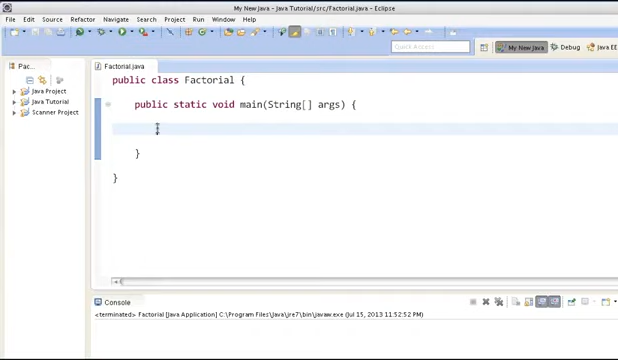 My New Java - Java Tutorial/src/Factorial.java - Eclipse
File Edit Source Refactor Navigate Search Project Run Window Help
Quick Access
My New Java Debug Java EE
Pac...
Factorial.java
Java Project
Java Tutorial
Scanner Project
public class Factorial {
public static void main(String[] args) {
}
}
Console
<terminated> Factorial [Java Application] C:\Program Files\Java\jre7\bin\javaw.exe (Jul 15, 2013 11:52:52 PM)